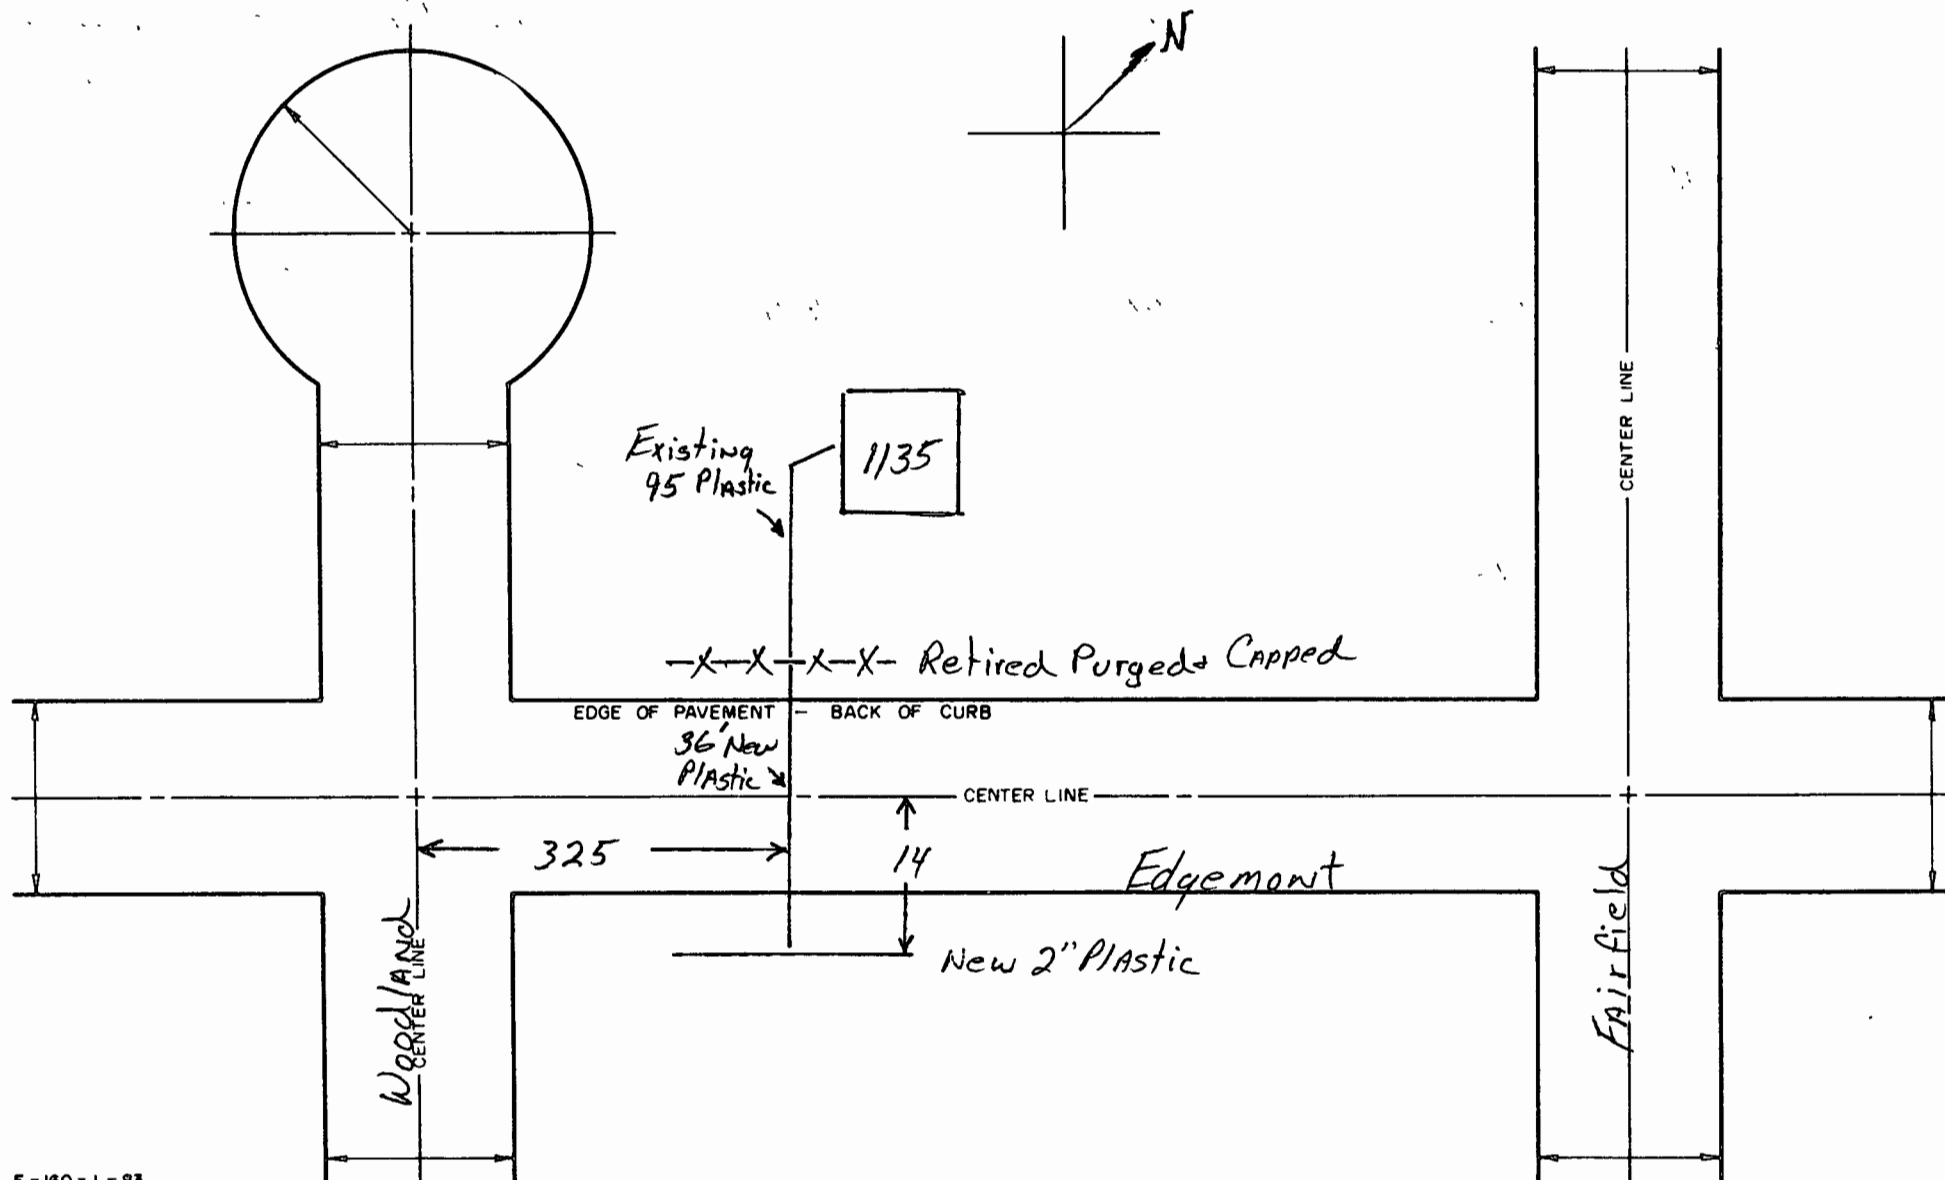 N
CENTER LINE
Existing
95 Plastic
1135
-X-X-X-X- Retired Purged & Capped
EDGE OF PAVEMENT - BACK OF CURB
36' New
Plastic
CENTER LINE
325
14
Edgemont
New 2" Plastic
Woodland
CENTER LINE
Fairfield